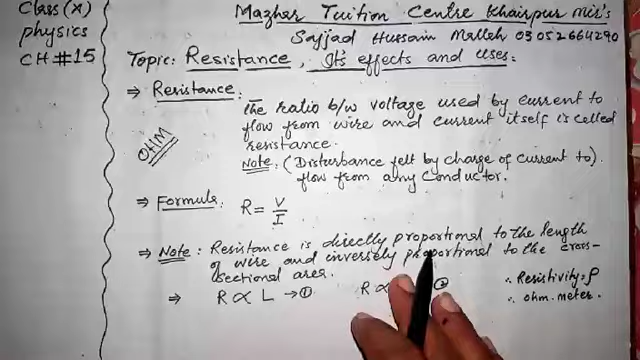 Class (X)
physics
CH # 15
Mazhar Tuition Centre Khairpur Mir's
Sajjad Hussain Malleh 03052664290
Topic: Resistance, It's effects and Uses:
⇒ Resistance:
The ratio b/w voltage used by current to
flow from wire and current itself is called
resistance.
OHM
Note: (Disturbance felt by charge of current to)
flow from any conductor.
⇒ Formula: R = V/I
⇒ Note: Resistance is directly proportional to the length
of wire and inversely proportional to the cross-
sectional area.
⇒ R ∝ L → ① R ∝ ②
∴ Resistivity = ρ
∴ ohm.meter.